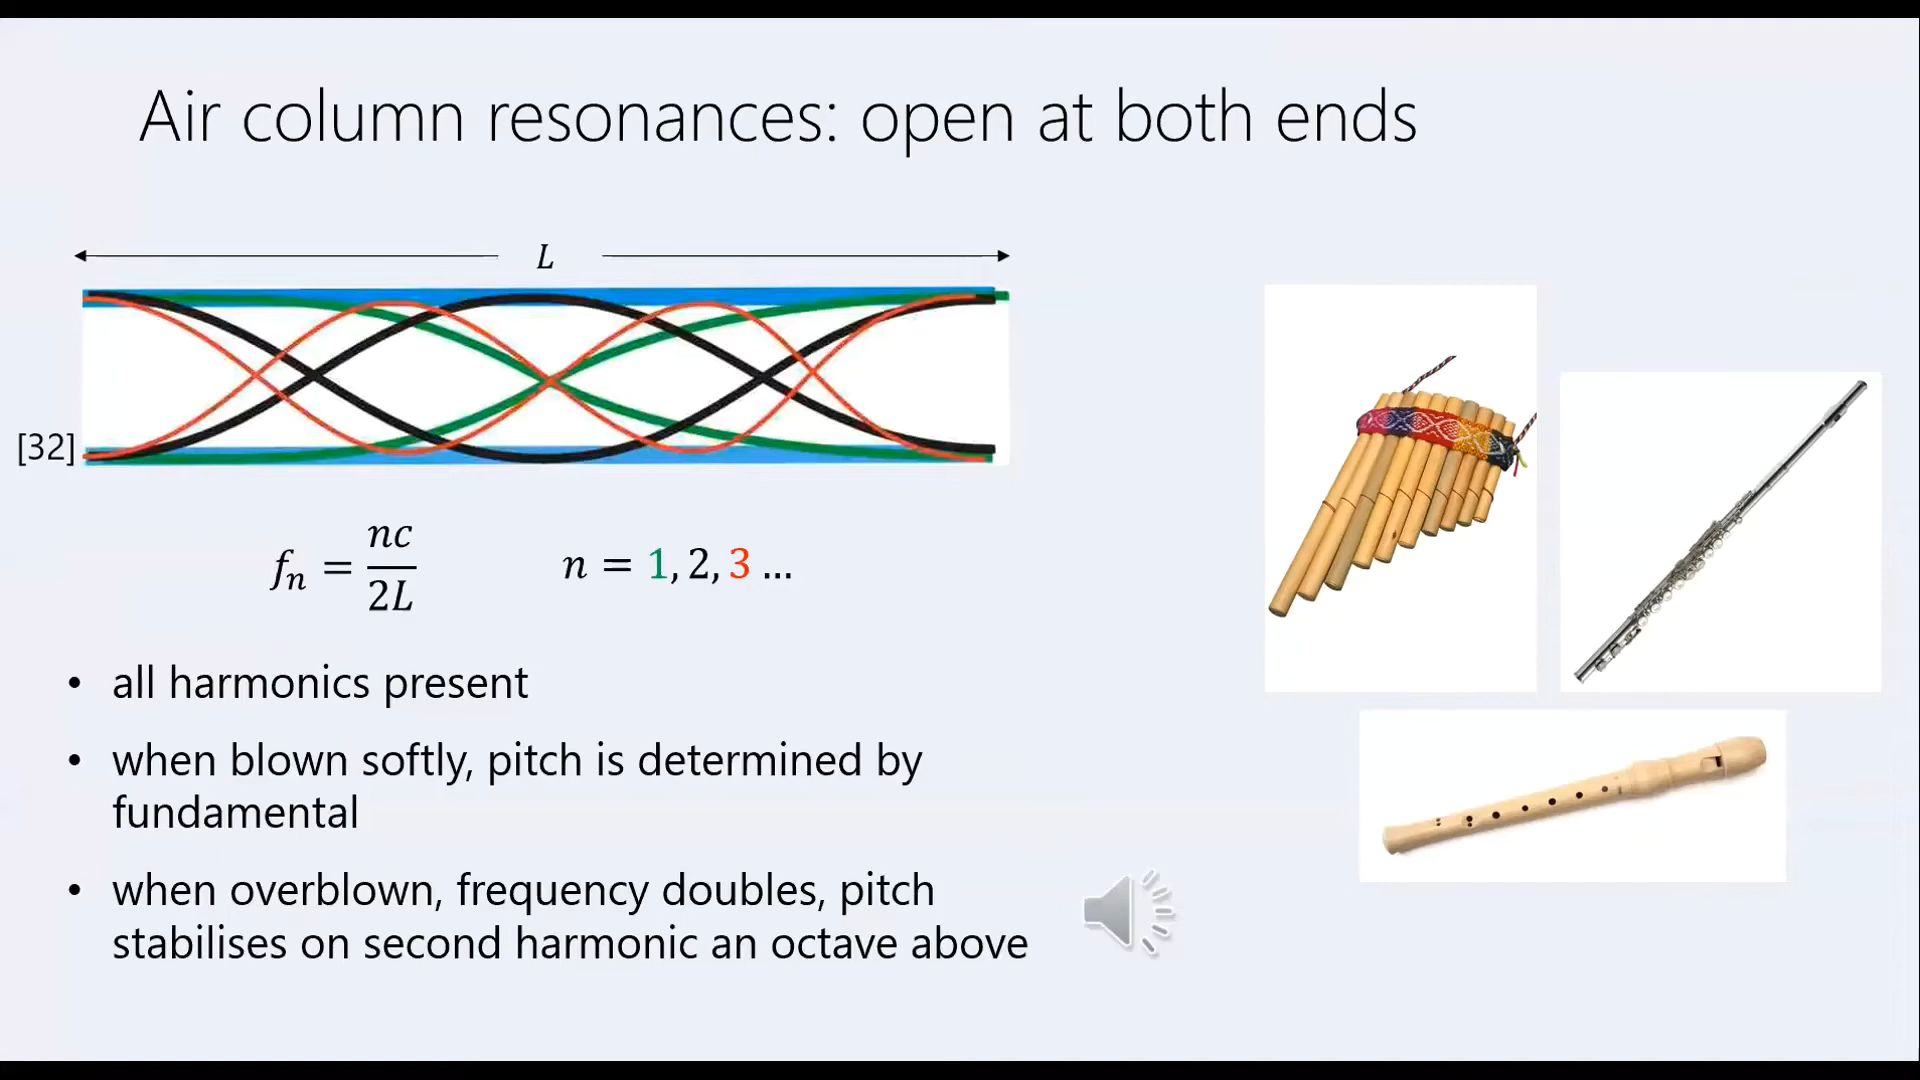 Air column resonances: open at both ends
L
[32]
fₙ = nc/2L
n = 1, 2, 3 ...
• all harmonics present
• when blown softly, pitch is determined by
fundamental
• when overblown, frequency doubles, pitch
stabilises on second harmonic an octave above